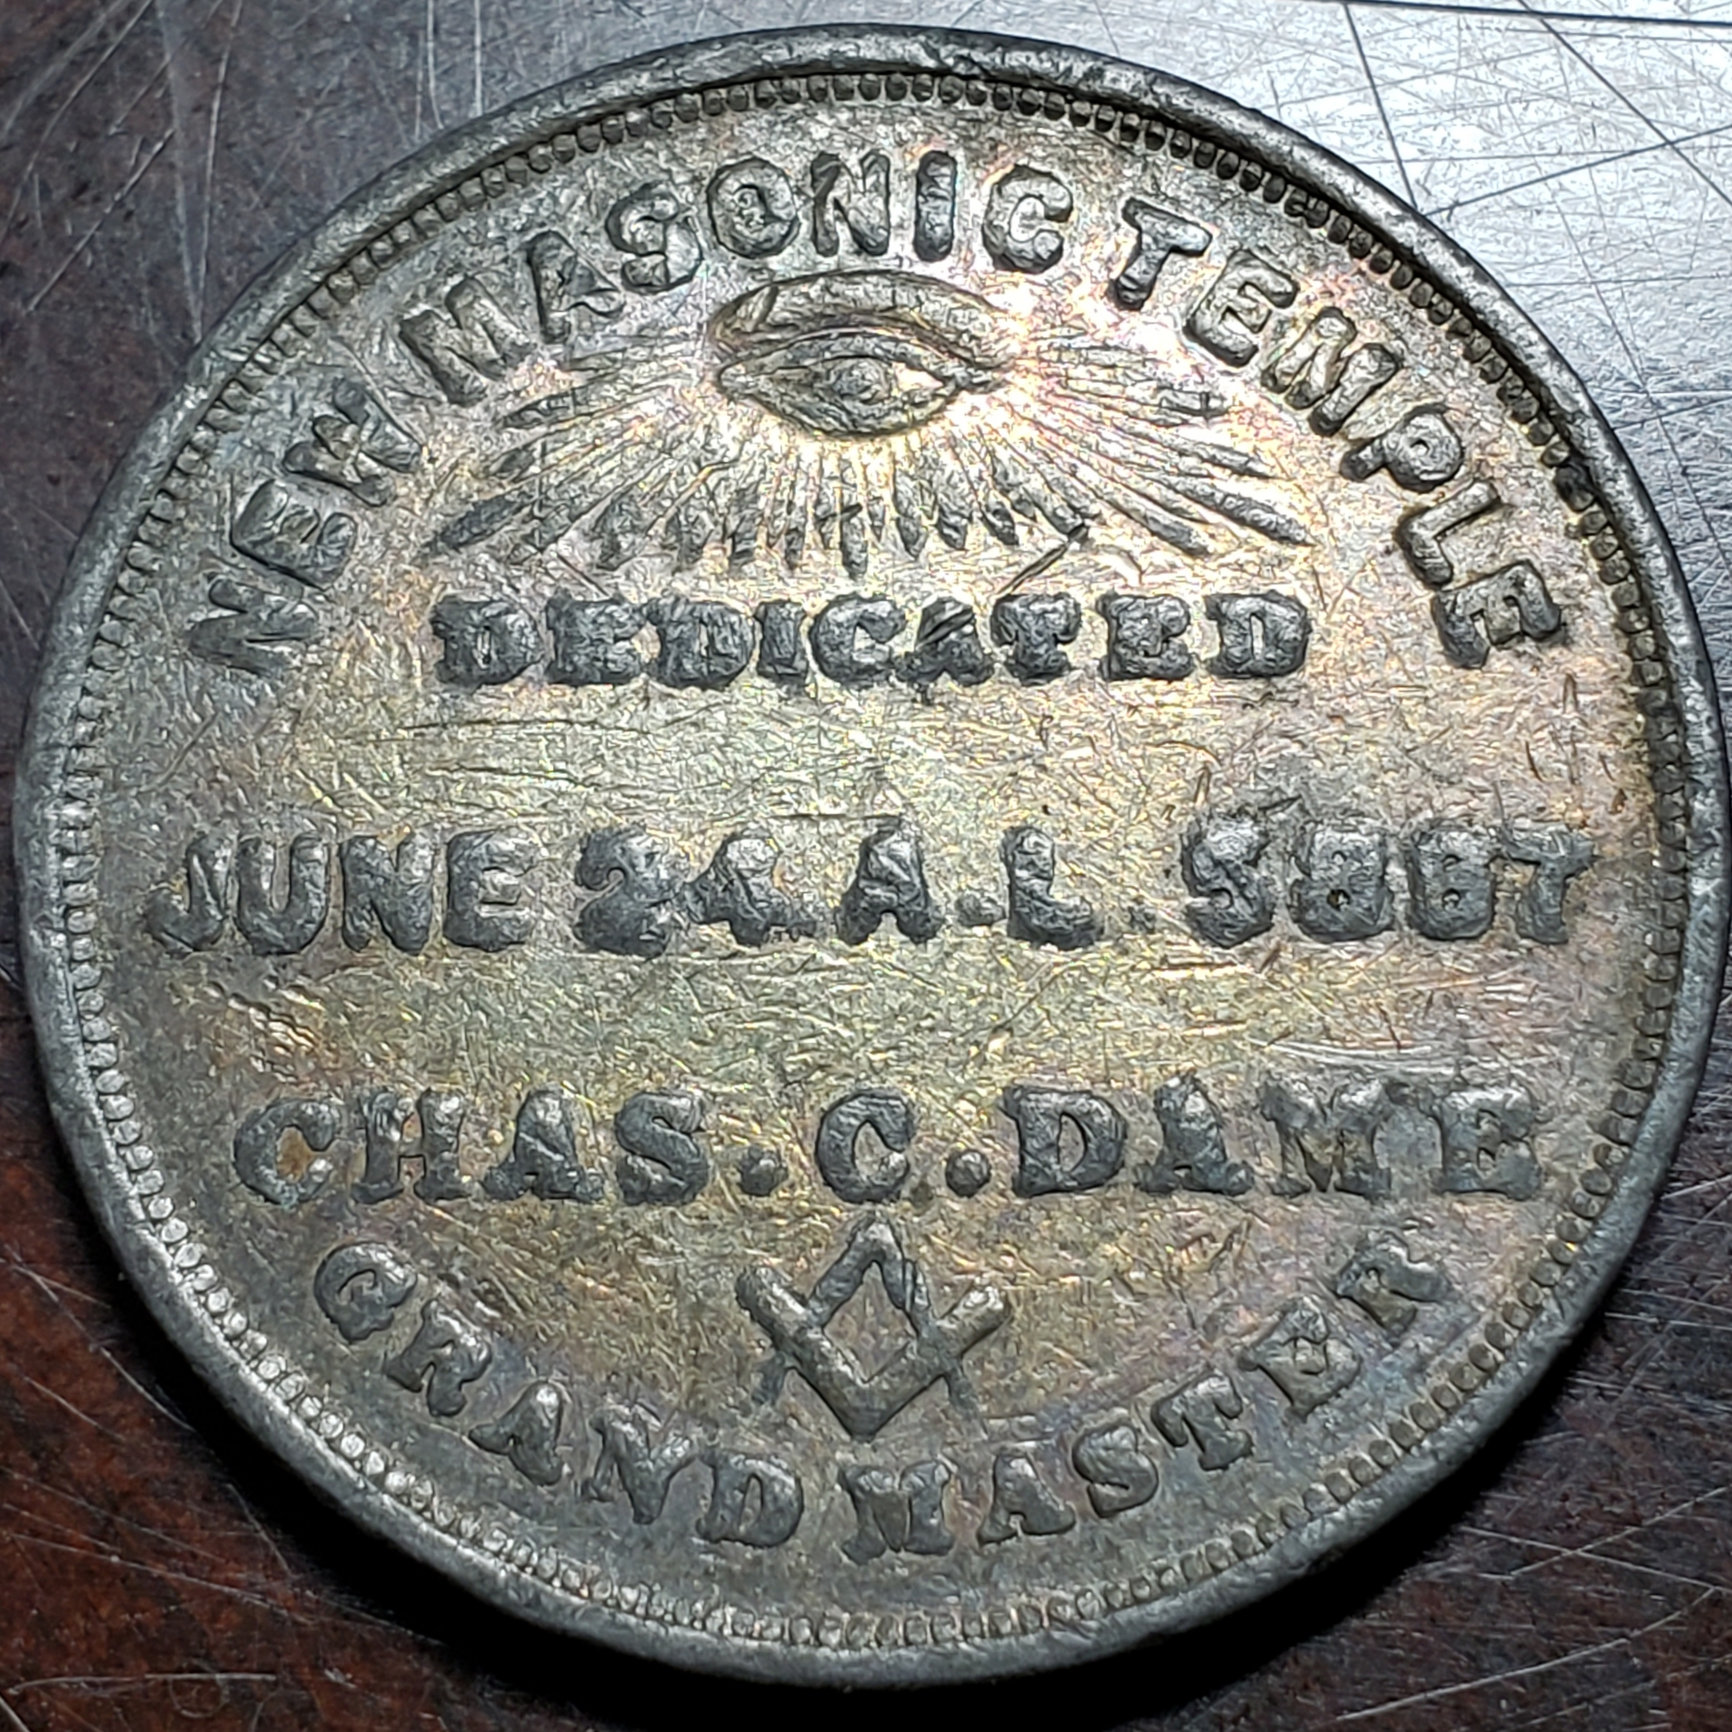 NEW MASONIC TEMPLE
DEDICATED
JUNE 24 A.L. 5867
CHAS. C. DAME
GRAND MASTER